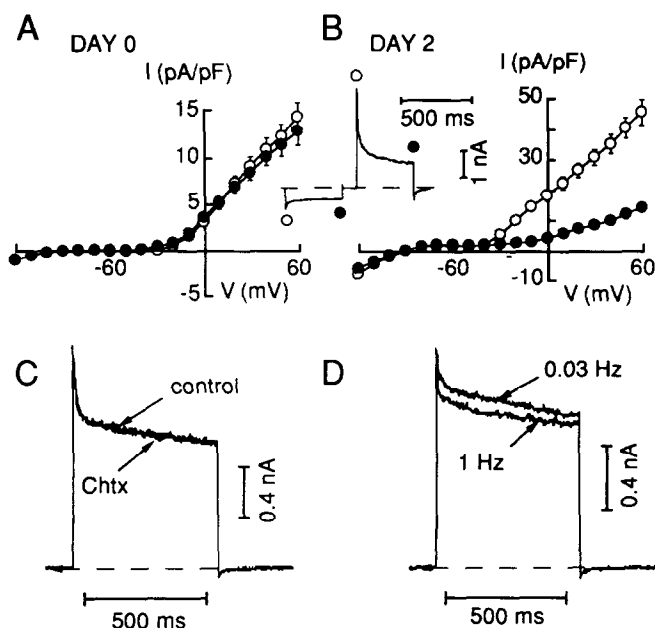 A DAY 0
I (pA/pF)
15
10
5
-60
60
-5
V (mV)
B DAY 2
I (pA/pF)
50
30
10
-60
60
-10
V (mV)
500 ms
1 nA
C
control
Chtx
0.4 nA
500 ms
D
0.03 Hz
1 Hz
0.4 nA
500 ms